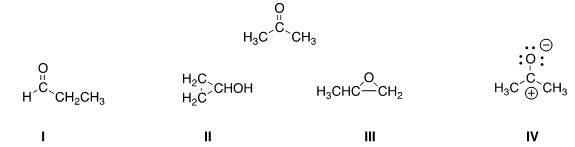 O
H₃C C CH₃
O
C
H CH₂CH₃
H₂C
H₂C CHOH
O
H₃CHC CH₂
⊖
O
C
H₃C ⊕ CH₃
I II III IV